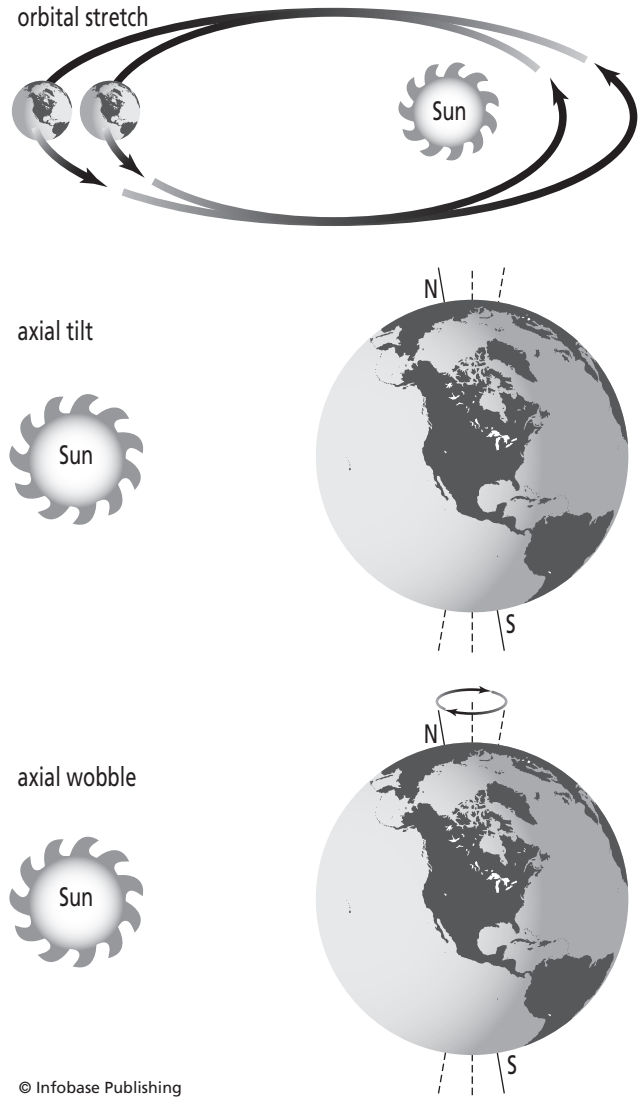 orbital stretch
Sun
N
axial tilt
Sun
S
N
axial wobble
Sun
S
© Infobase Publishing